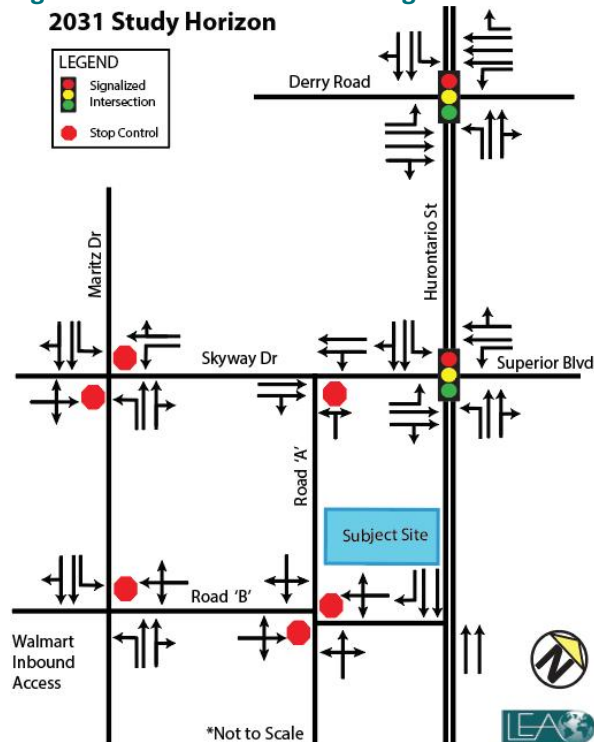 2031 Study Horizon
LEGEND
Signalized
Intersection
Stop Control
Derry Road
Maritz Dr
Hurontario St
Skyway Dr
Superior Blvd
Road 'A'
Subject Site
Road 'B'
Walmart
Inbound
Access
N
*Not to Scale
LEA